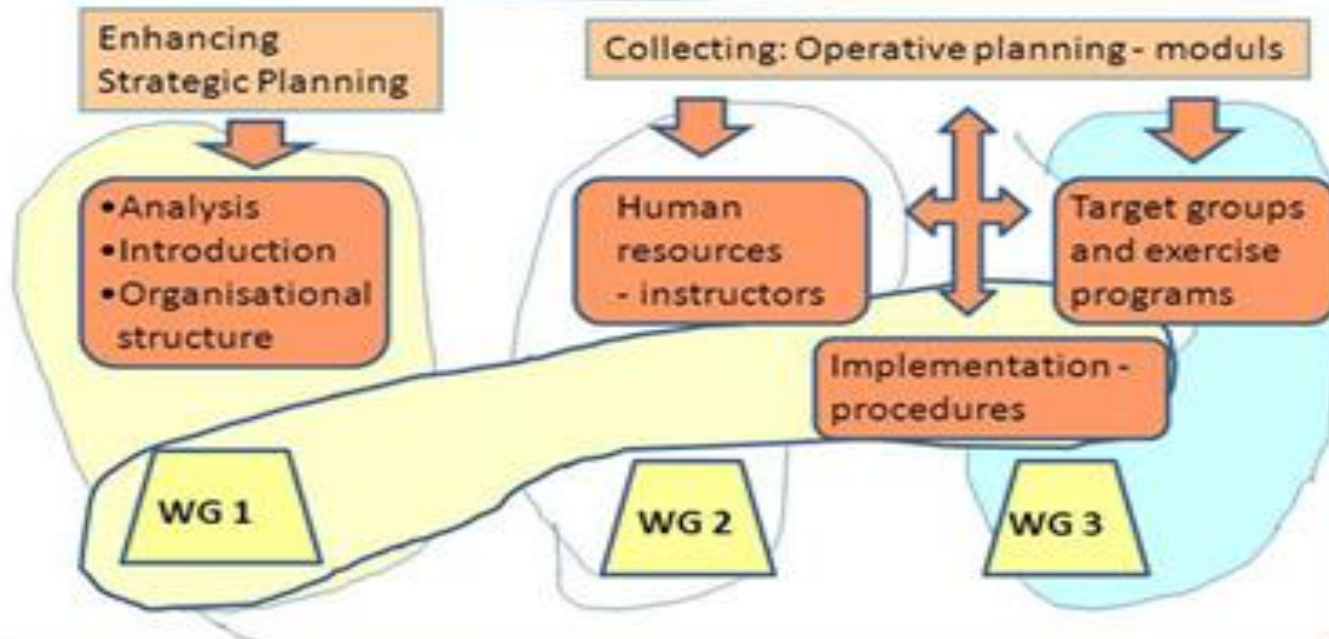 Enhancing
Strategic Planning
Collecting: Operative planning - moduls
•Analysis
•Introduction
•Organisational
structure
Human
resources
- instructors
Target groups
and exercise
programs
Implementation -
procedures
WG 1
WG 2
WG 3